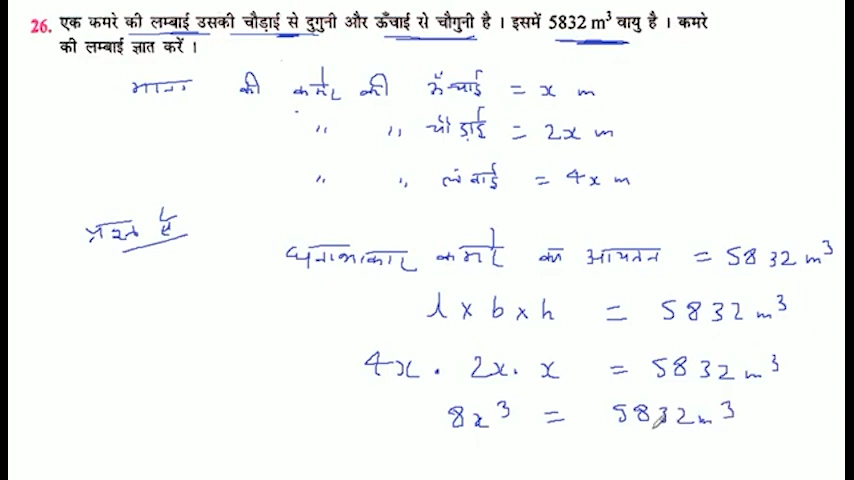 26. एक कमरे की लम्बाई उसकी चौड़ाई से दुगुनी और ऊँचाई से चौगुनी है । इसमें 5832 m³ वायु है । कमरे
की लम्बाई ज्ञात करें ।
माना की कमरे की ऊँचाई = x m
" " चौड़ाई = 2x m
" " लंबाई = 4x m
प्रश्न से
घनाभाकार कमरे का आयतन = 5832 m³
l × b × h = 5832 m³
4x . 2x . x = 5832 m³
8x³ = 5832 m³